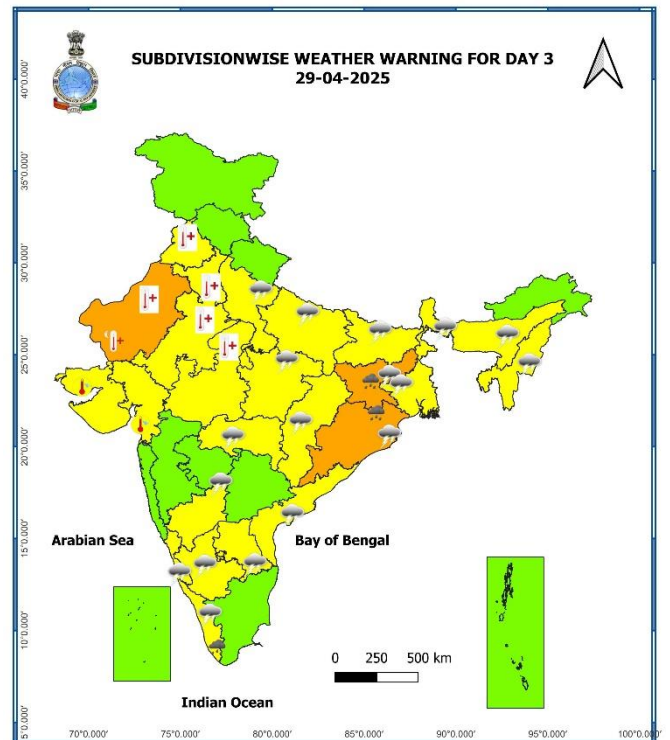 SUBDIVISIONWISE WEATHER WARNING FOR DAY 3
29-04-2025
40°0.000'
35°0.000'
30°0.000'
25°0.000'
20°0.000'
15°0.000'
10°0.000'
5°0.000'
Arabian Sea
Bay of Bengal
0 250 500 km
Indian Ocean
70°0.000' 75°0.000' 80°0.000' 85°0.000' 90°0.000' 95°0.000' 100°0.000'